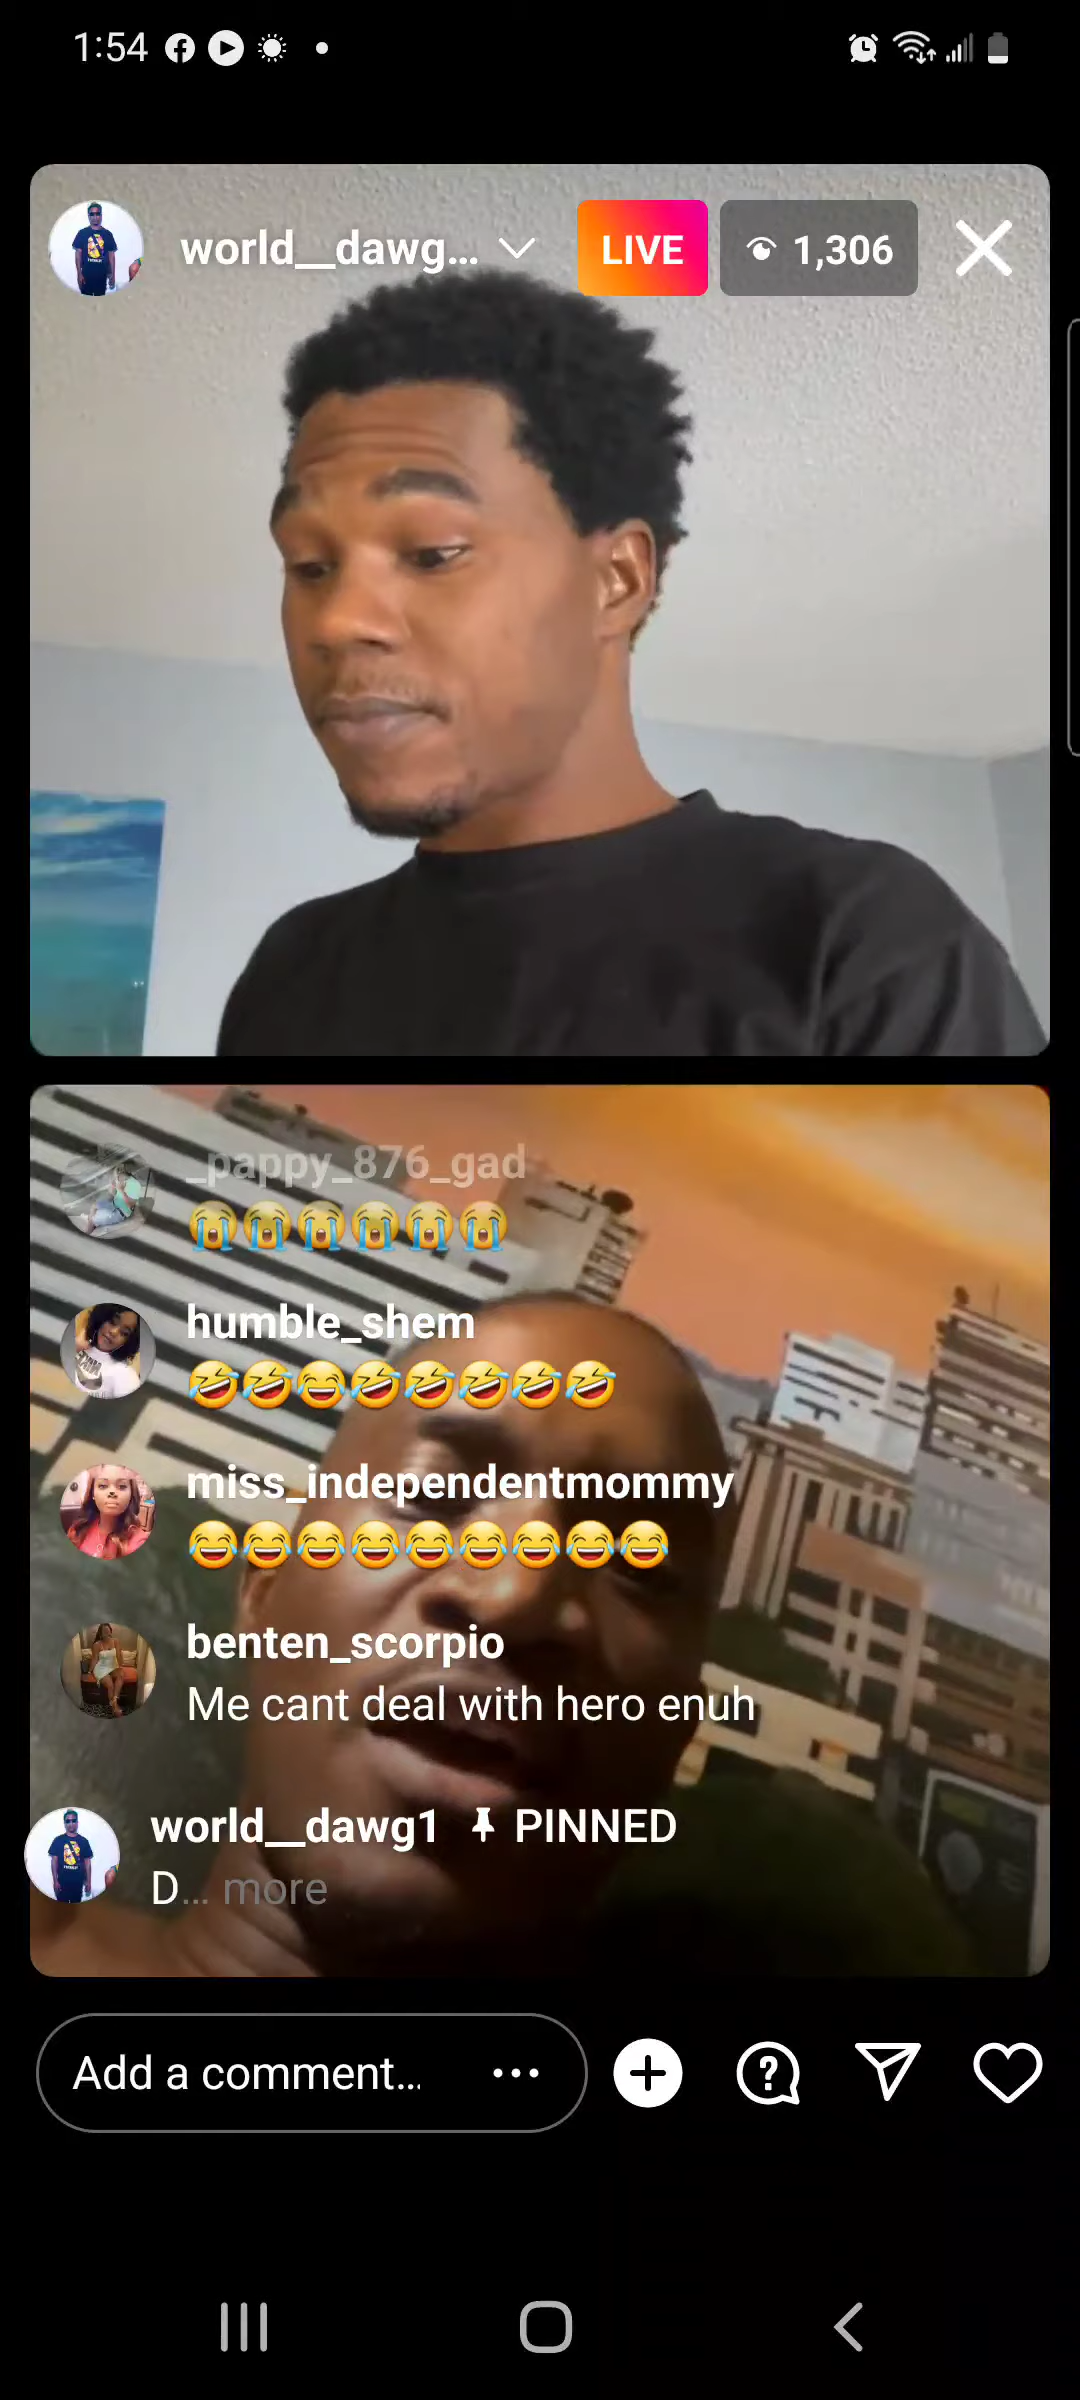 1:54
world__dawg...
LIVE
1,306
_pappy_876_gad
😭😭😭😭😭😭
humble_shem
🤣🤣😂🤣🤣🤣🤣🤣
miss_independentmommy
😂😂😂😂😂😂😂😂😂
benten_scorpio
Me cant deal with hero enuh
world__dawg1 📌 PINNED
D... more
Add a comment...